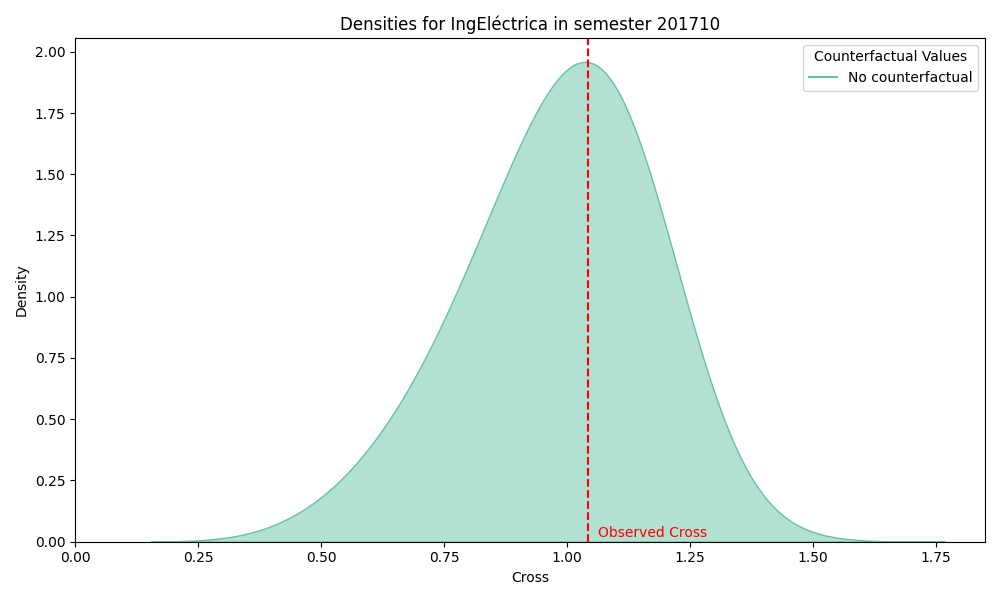 Densities for IngEléctrica in semester 201710
Counterfactual Values
No counterfactual
2.00
1.75
1.50
1.25
1.00
0.75
0.50
0.25
0.00
Density
Observed Cross
0.00 0.25 0.50 0.75 1.00 1.25 1.50 1.75
Cross